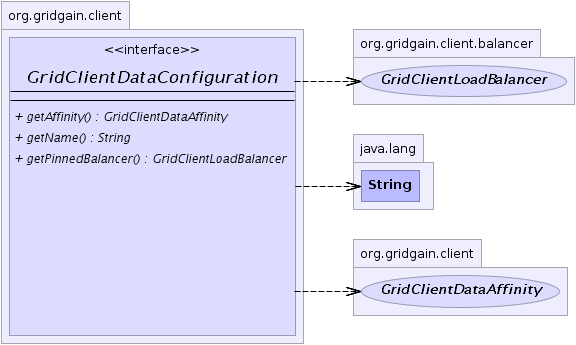 org.gridgain.client
<<interface>>
GridClientDataConfiguration
+ getAffinity() : GridClientDataAffinity
+ getName() : String
+ getPinnedBalancer() : GridClientLoadBalancer
org.gridgain.client.balancer
GridClientLoadBalancer
java.lang
String
org.gridgain.client
GridClientDataAffinity